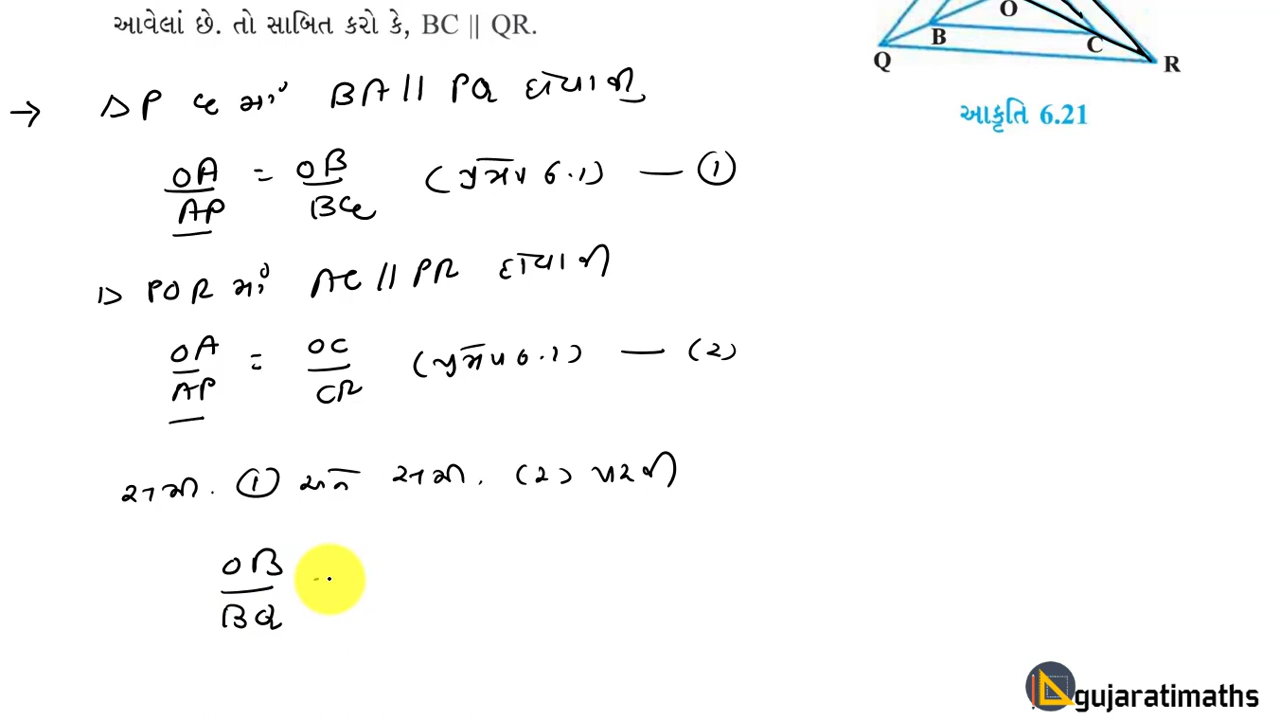 આવેલાં છે. તો સાબિત કરો કે, BC || QR.
O
B
C
Q
R
આકૃતિ 6.21
→ ΔP માં BA || PQ હોવાથી
OA/AP = OB/BQ (પ્રમેય 6.1) — ①
Δ POR માં AC || PR હોવાથી
OA/AP = OC/CR (પ્રમેય 6.1) — (2)
સમી. ① અને સમી. (2) પરથી
OB/BQ
gujaratimaths